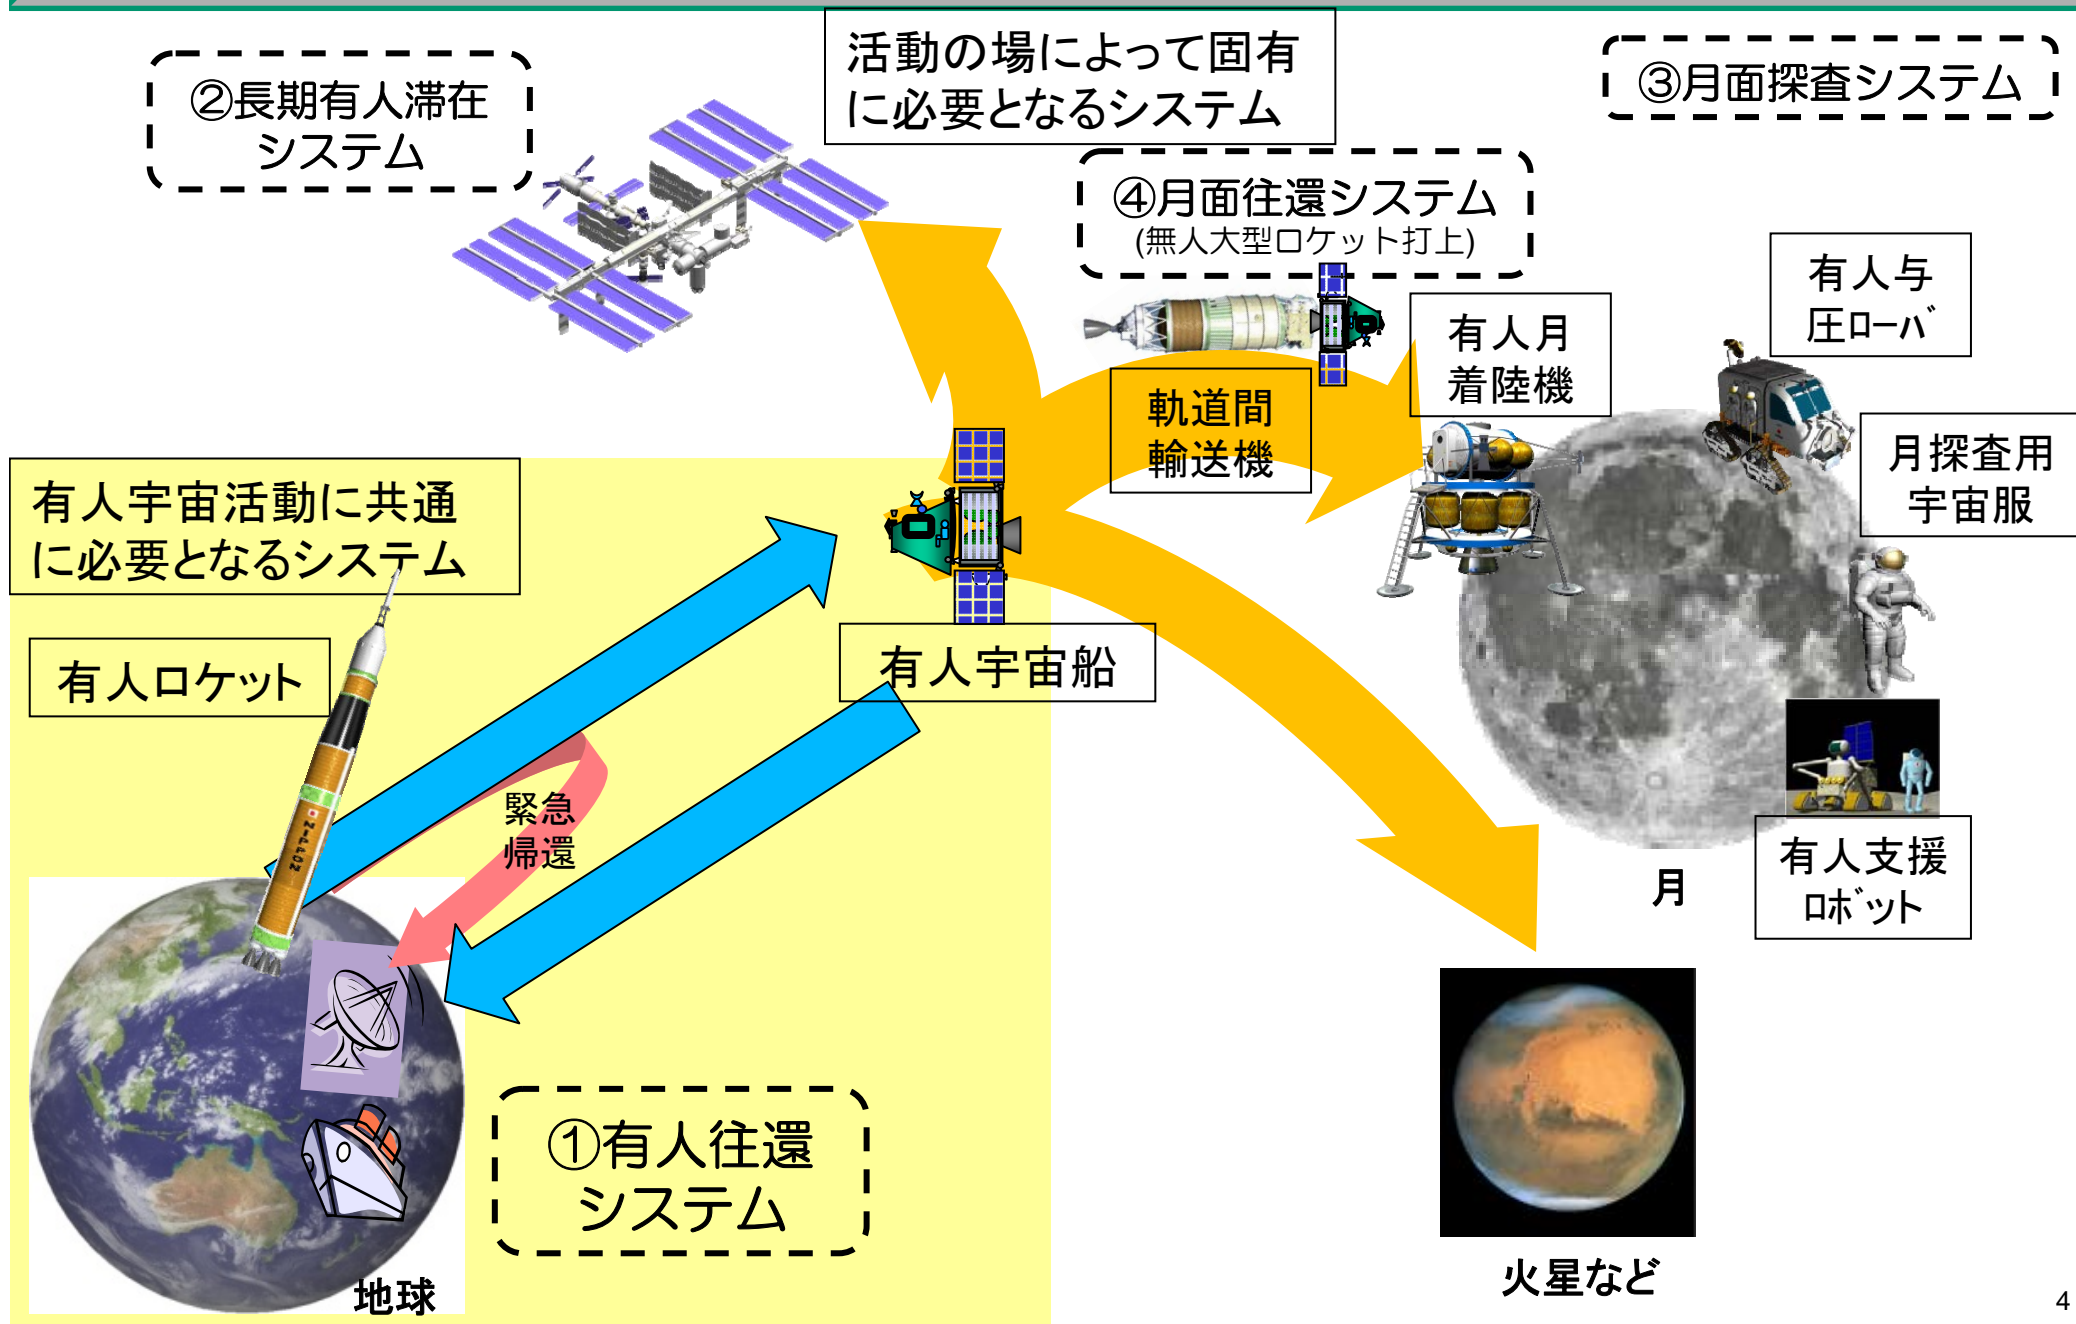 活動の場によって固有
に必要となるシステム
②長期有人滞在
システム
③月面探査システム
④月面往還システム
(無人大型ロケット打上)
有人与
圧ローバ
有人月
着陸機
軌道間
輸送機
月探査用
宇宙服
有人宇宙活動に共通
に必要となるシステム
有人ロケット
有人宇宙船
緊急
帰還
NIPPON
有人支援
ロボット
月
①有人往還
システム
地球
火星など
4